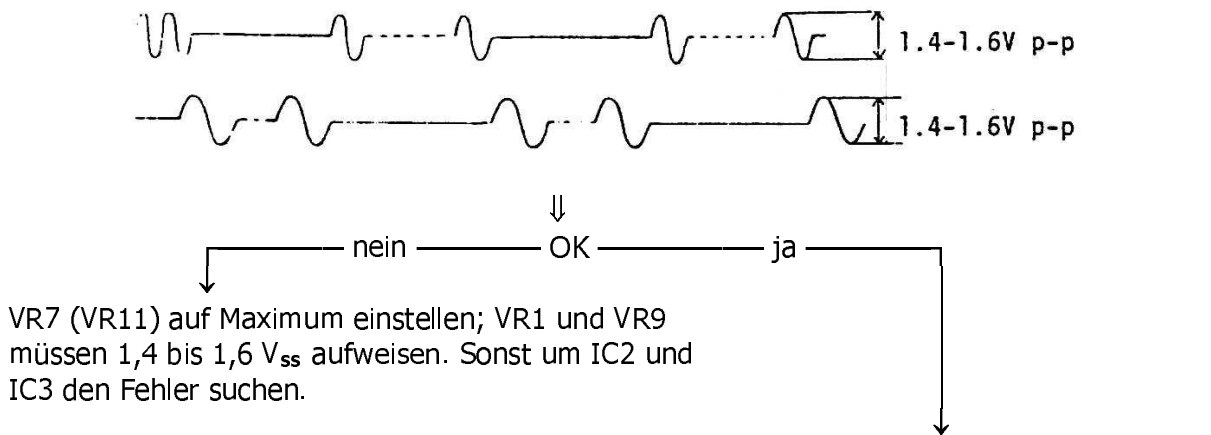 1.4-1.6V p-p
1.4-1.6V p-p
⇓
nein OK ja
VR7 (VR11) auf Maximum einstellen; VR1 und VR9
müssen 1,4 bis 1,6 Vss aufweisen. Sonst um IC2 und
IC3 den Fehler suchen.